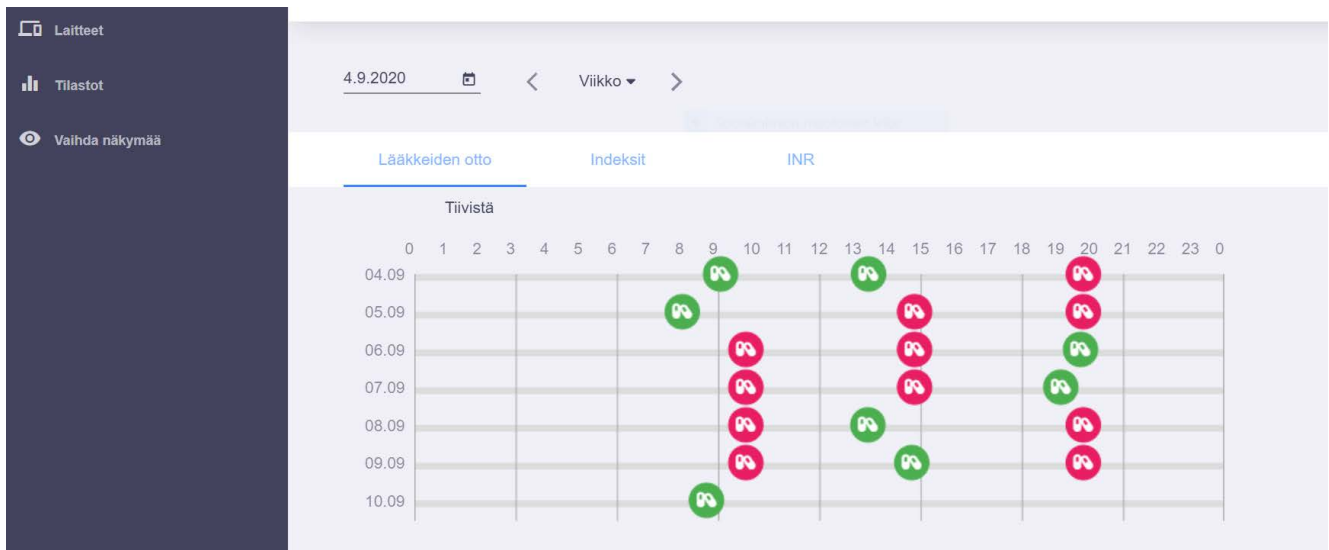 Laitteet
Tilastot
Vaihda näkymää
4.9.2020 Viikko
Lääkkeiden otto Indeksit INR
Tiivistä
0 1 2 3 4 5 6 7 8 9 10 11 12 13 14 15 16 17 18 19 20 21 22 23 0
04.09
05.09
06.09
07.09
08.09
09.09
10.09